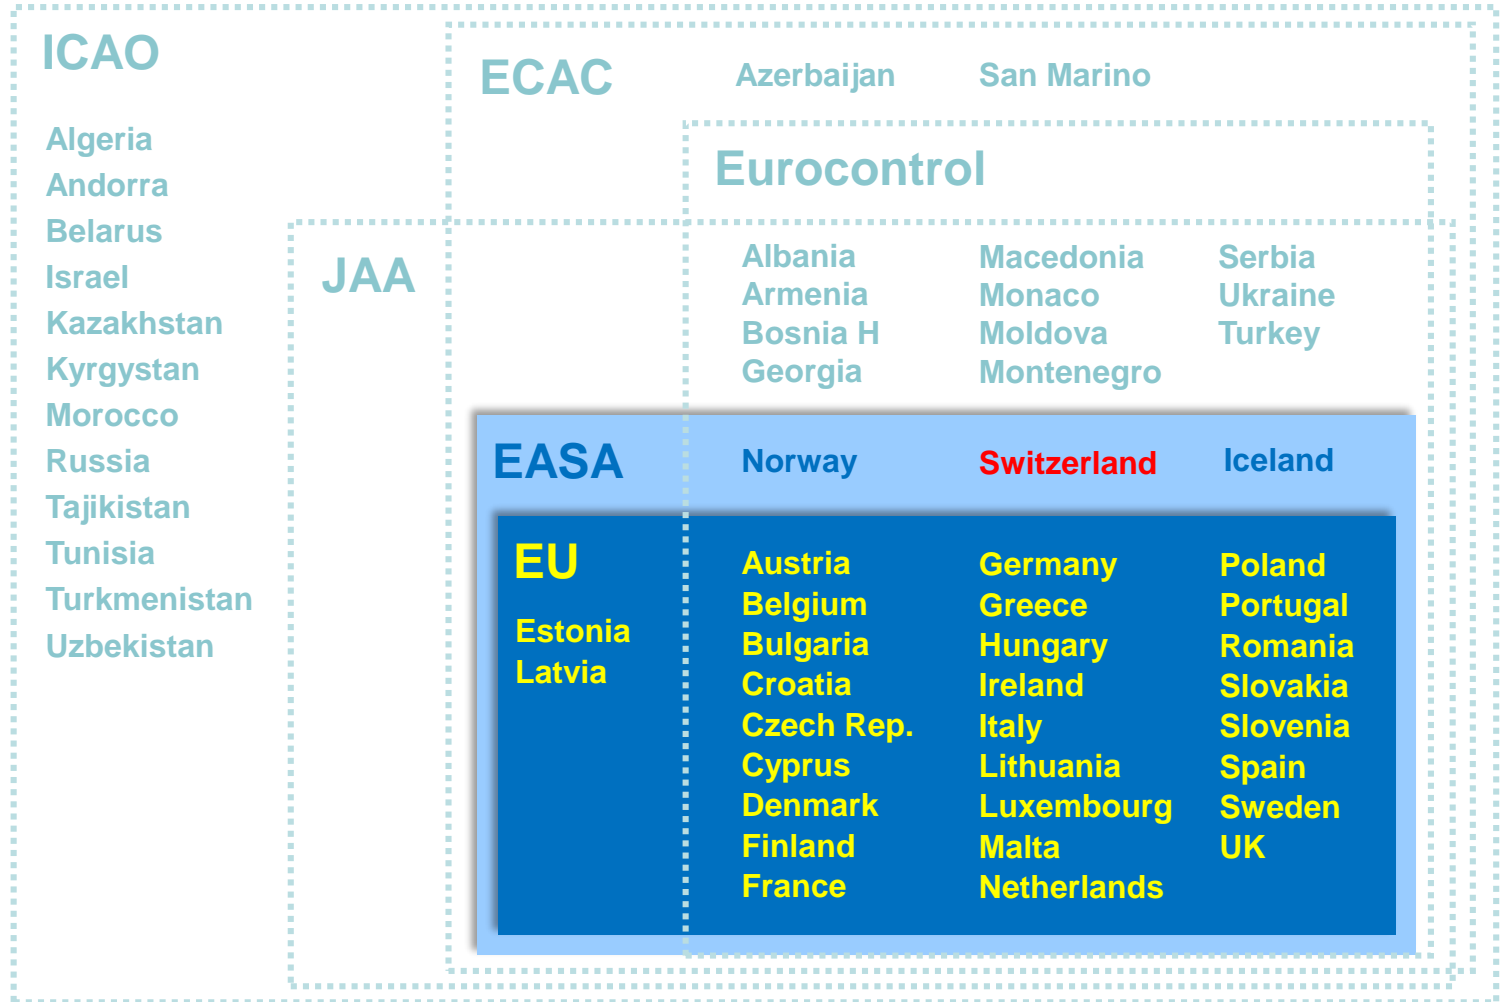 ICAO
Algeria
Andorra
Belarus
Israel
Kazakhstan
Kyrgystan
Morocco
Russia
Tajikistan
Tunisia
Turkmenistan
Uzbekistan
ECAC
Azerbaijan
San Marino
Eurocontrol
JAA
Albania
Armenia
Bosnia H
Georgia
Macedonia
Monaco
Moldova
Montenegro
Serbia
Ukraine
Turkey
EASA
Norway
Switzerland
Iceland
EU
Estonia
Latvia
Austria
Belgium
Bulgaria
Croatia
Czech Rep.
Cyprus
Denmark
Finland
France
Germany
Greece
Hungary
Ireland
Italy
Lithuania
Luxembourg
Malta
Netherlands
Poland
Portugal
Romania
Slovakia
Slovenia
Spain
Sweden
UK